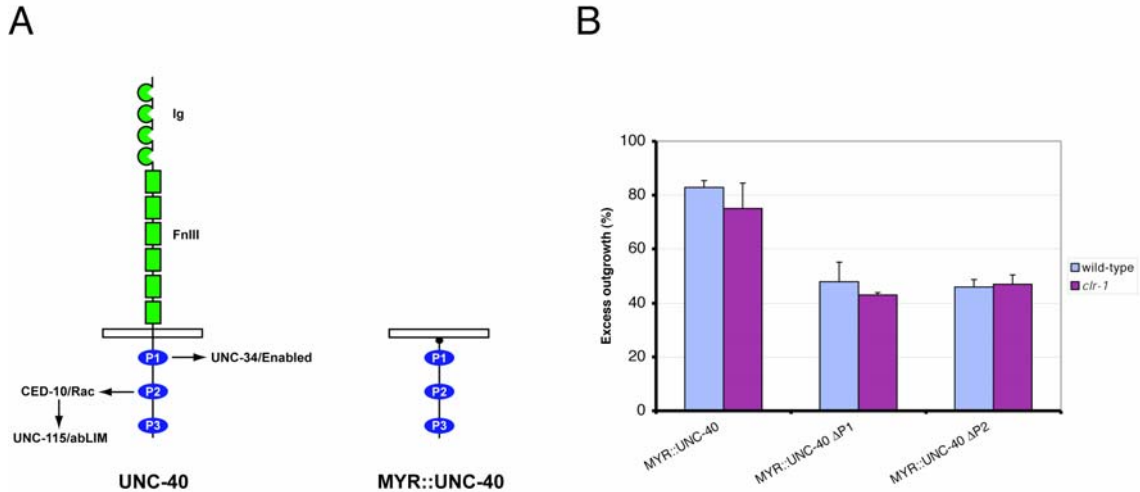 A
Ig
FnIII
P1
UNC-34/Enabled
CED-10/Rac
P2
UNC-115/abLIM
P3
UNC-40
P1
P2
P3
MYR::UNC-40
B
Excess outgrowth (%)
100
80
60
40
20
0
MYR::UNC-40
MYR::UNC-40 ΔP1
MYR::UNC-40 ΔP2
wild-type
clr-1